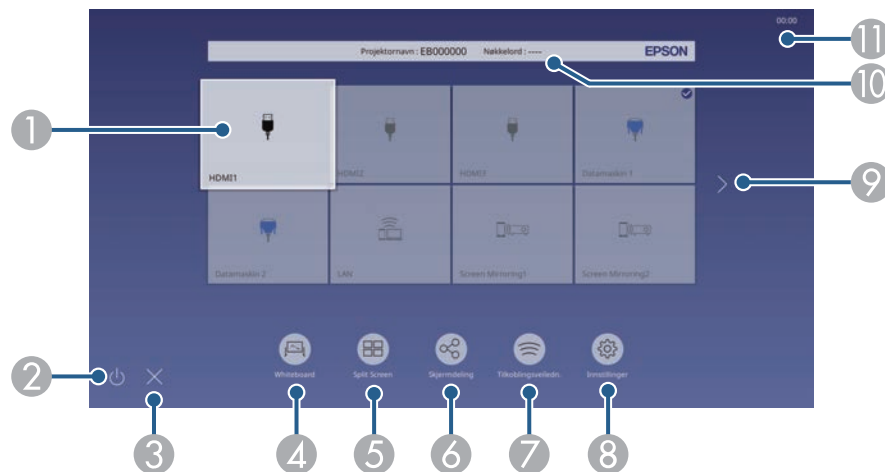 00:00
11
Projektornavn : EB000000 Nøkkelord : ---- EPSON
10
1
HDMI1 HDMI2 HDMI3 Datamaskin 1
9
Datamaskin 2 LAN Screen Mirroring1 Screen Mirroring2
2
Whiteboard Split Screen Skjermdeling Tilkoblingsveiledn. Innstillinger
3 4 5 6 7 8